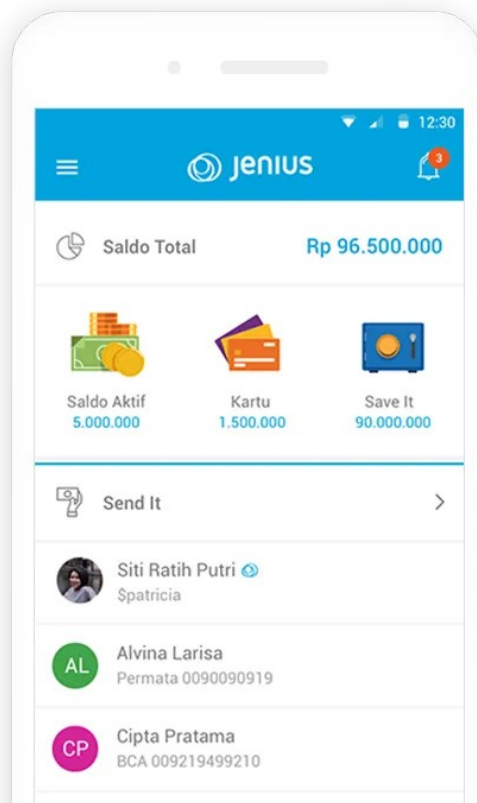 12:30
Jenius
3
Saldo Total Rp 96.500.000
Saldo Aktif Kartu Save It
5.000.000 1.500.000 90.000.000
Send It
Siti Ratih Putri
$patricia
AL
Alvina Larisa
Permata 0090090919
CP
Cipta Pratama
BCA 009219499210